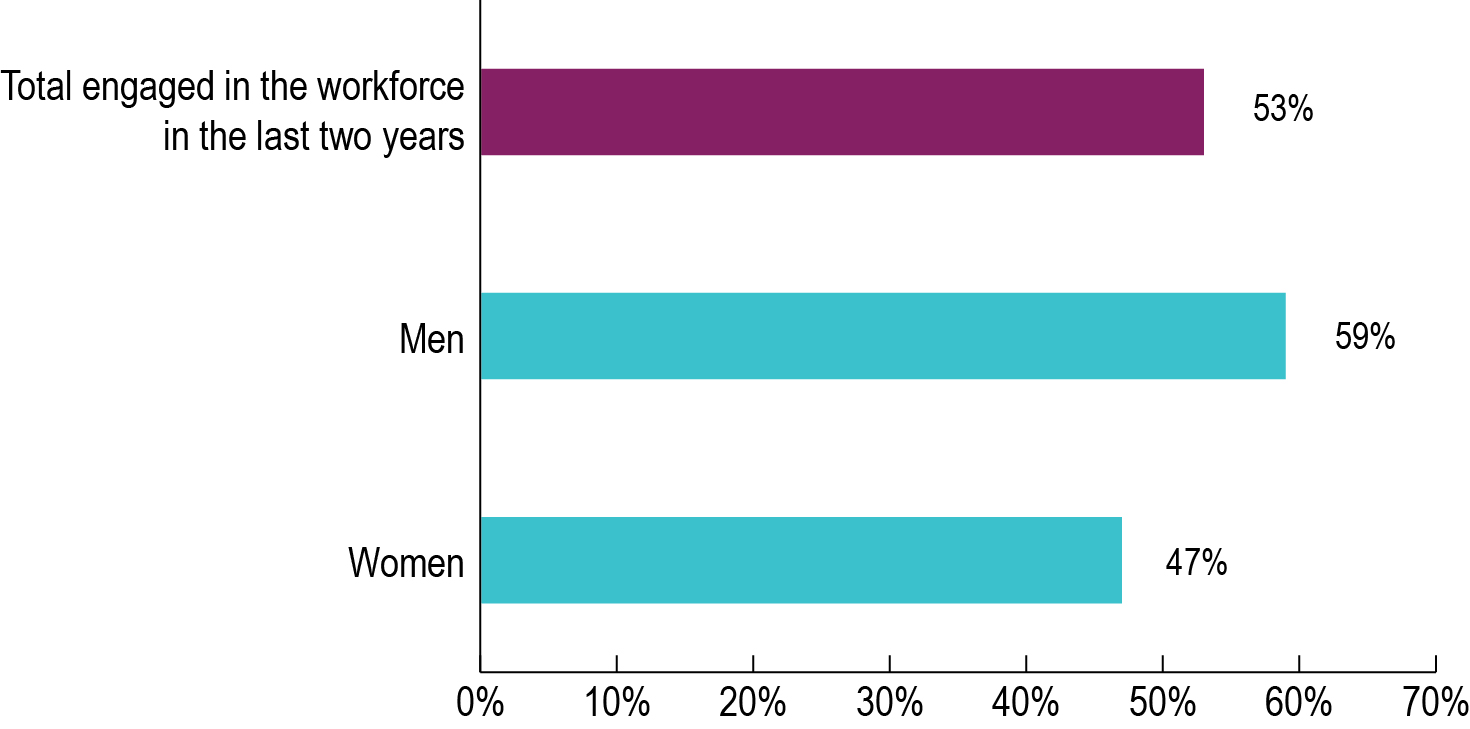 Total engaged in the workforce
in the last two years
53%
Men
59%
Women
47%
0% 10% 20% 30% 40% 50% 60% 70%